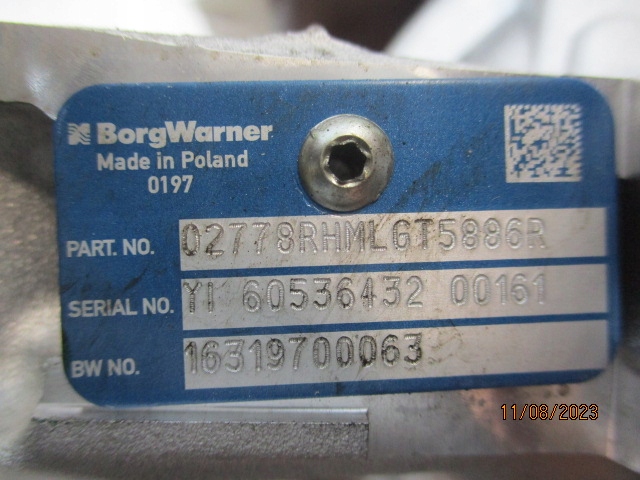 BorgWarner
Made in Poland
0197
PART. NO. 02778RHMLGT5886R
SERIAL NO. YI 60536432 00161
BW NO. 16319700063
11/08/2023